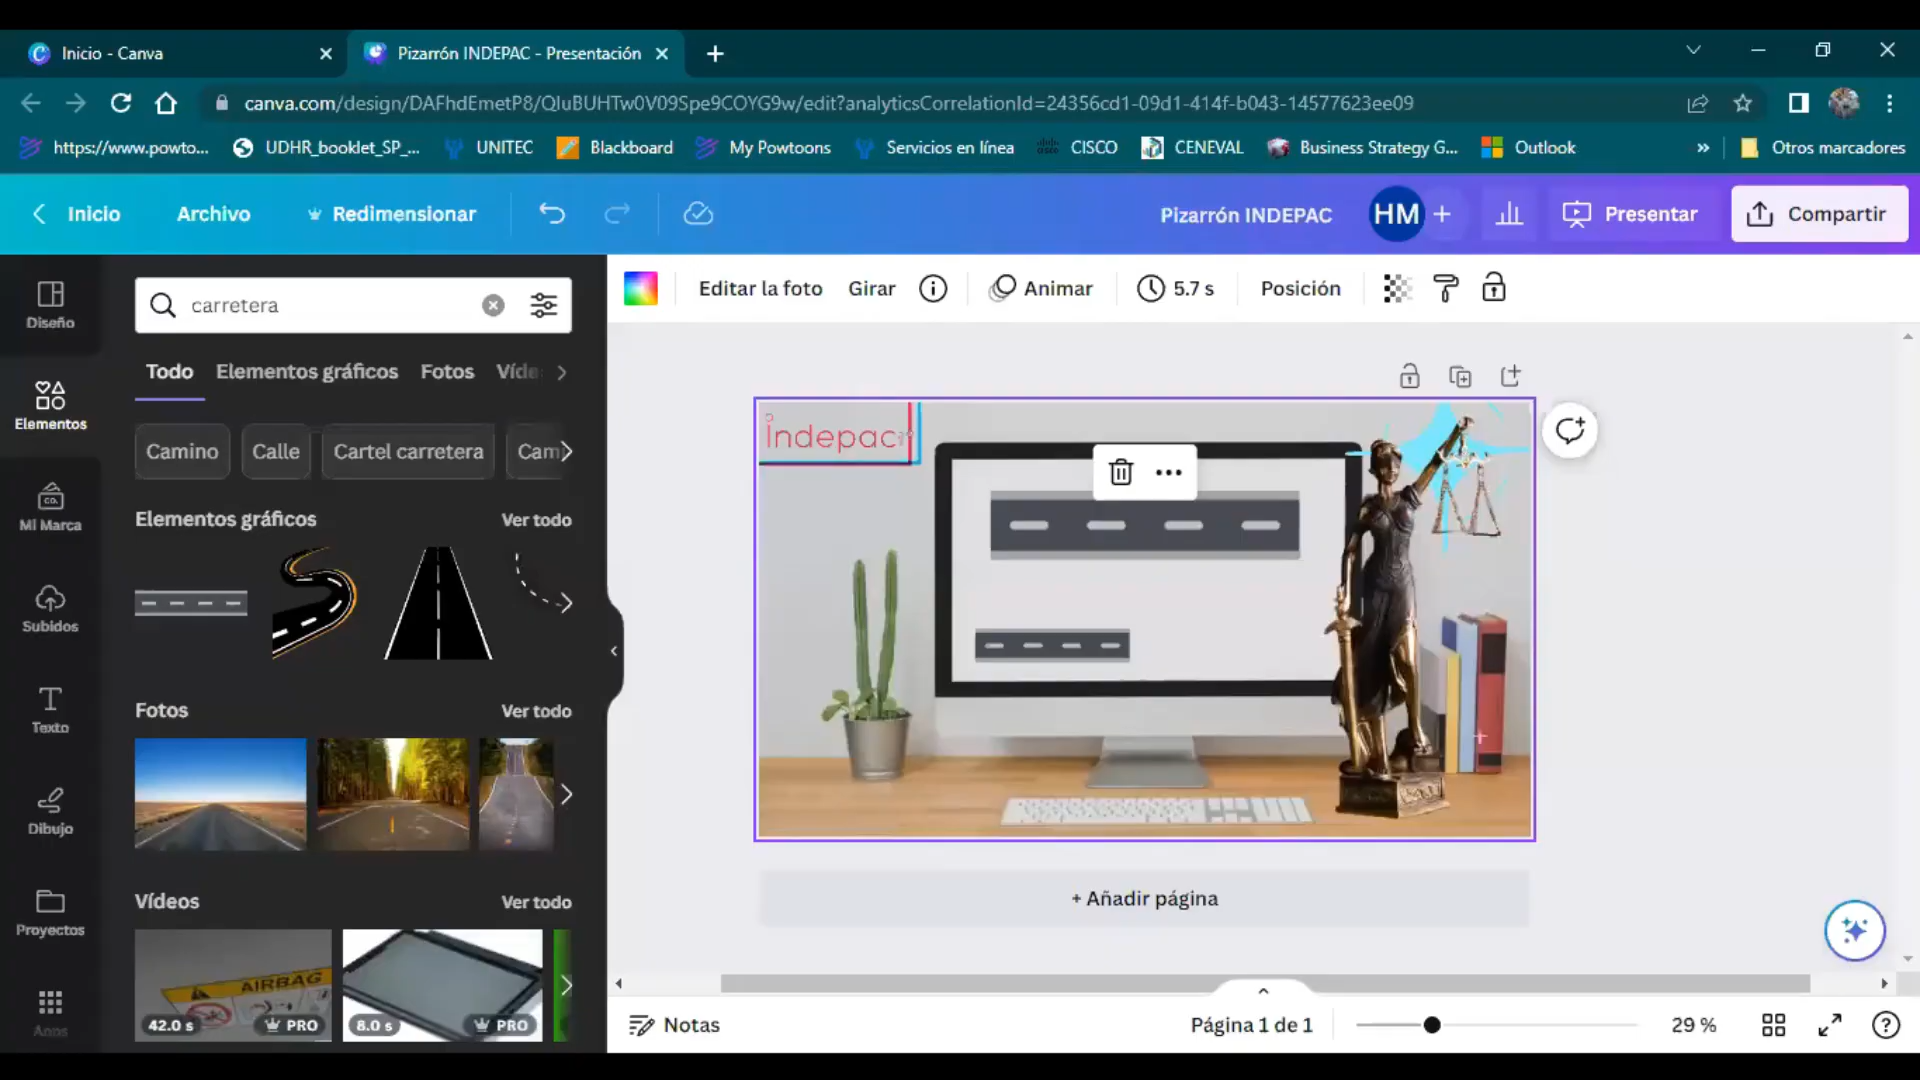 Inicio - Canva
Pizarrón INDEPAC - Presentación
canva.com/design/DAFhdEmetP8/QIuBUHTw0V09Spe9COYG9w/edit?analyticsCorrelationId=24356cd1-09d1-414f-b043-14577623ee09
https://www.powto... UDHR_booklet_SP_... UNITEC Blackboard My Powtoons Servicios en línea CISCO CENEVAL Business Strategy G... Outlook » Otros marcadores
Inicio Archivo Redimensionar Pizarrón INDEPAC HM + Presentar Compartir
Diseño
Elementos
Mi Marca
Subidos
Texto
Dibujo
Proyectos
Apps
carretera
Todo Elementos gráficos Fotos Víde
Camino Calle Cartel carretera Cam
Elementos gráficos Ver todo
Fotos Ver todo
Vídeos Ver todo
AIRBAG
42.0 s PRO 8.0 s PRO
Editar la foto Girar Animar 5.7 s Posición
indepac
+ Añadir página
Notas Página 1 de 1 29 %